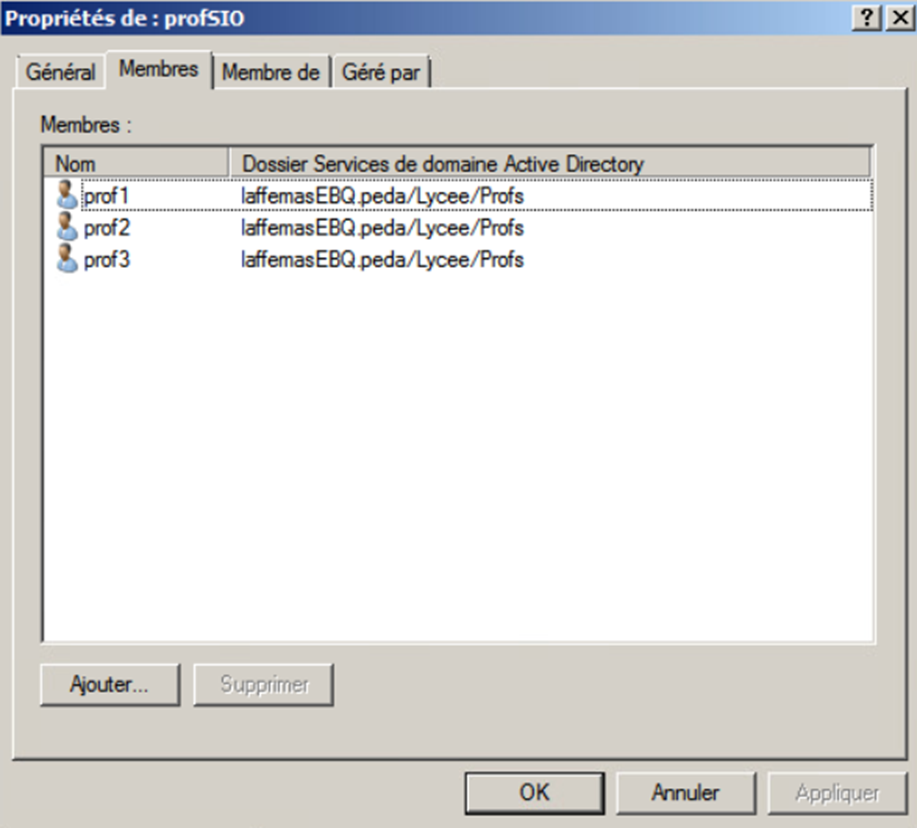 Propriétés de : profSIO
Général Membres Membre de Géré par
Membres :
Nom Dossier Services de domaine Active Directory
prof1 laffemasEBQ.peda/Lycee/Profs
prof2 laffemasEBQ.peda/Lycee/Profs
prof3 laffemasEBQ.peda/Lycee/Profs
Ajouter... Supprimer
OK Annuler Appliquer